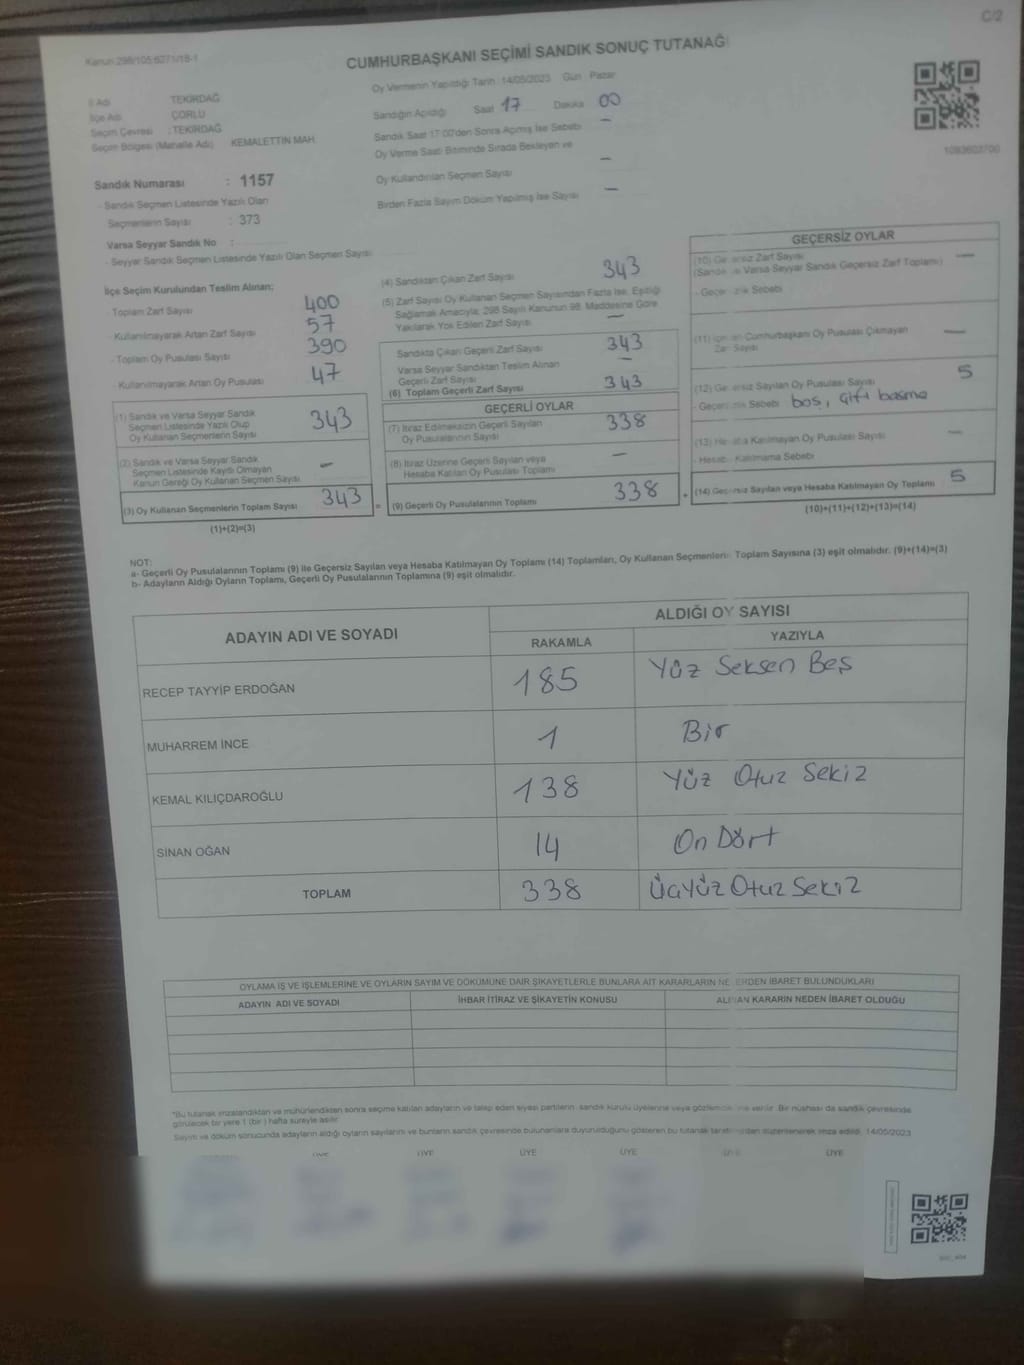 C/2
Kanun 298/105 6271/18-1
CUMHURBAŞKANI SEÇİMİ SANDIK SONUÇ TUTANAĞI
Oy Vermenin Yapıldığı Tarih : 14/05/2023 Gün Pazar
İl Adı TEKİRDAĞ
İlçe Adı ÇORLU
Seçim Çevresi : TEKİRDAĞ
Seçim Bölgesi (Mahalle Adı) KEMALETTİN MAH.
Sandığın Açıldığı Saat 17 Dakika 00
Sandık Saat 17:00'den Sonra Açılmış İse Sebebi -
Oy Verme Saati Bitiminde Sırada Bekleyen ve
Oy Kullandırılan Seçmen Sayısı -
Birden Fazla Sayım Döküm Yapılmış İse Sayısı -
1093603700
Sandık Numarası : 1157
- Sandık Seçmen Listesinde Yazılı Olan
Seçmenlerin Sayısı : 373
Varsa Seyyar Sandık No :
- Seyyar Sandık Seçmen Listesinde Yazılı Olan Seçmen Sayısı:
İlçe Seçim Kurulundan Teslim Alınan;
- Toplam Zarf Sayısı 400
- Kullanılmayarak Artan Zarf Sayısı 57
- Toplam Oy Pusulası Sayısı 390
- Kullanılmayarak Artan Oy Pusulası 47
(1) Sandık ve Varsa Seyyar Sandık
Seçmen Listesinde Yazılı Olup
Oy Kullanan Seçmenlerin Sayısı 343
(2) Sandık ve Varsa Seyyar Sandık
Seçmen Listesinde Kayıtlı Olmayan
Kanun Gereği Oy Kullanan Seçmen Sayısı -
(3) Oy Kullanan Seçmenlerin Toplam Sayısı 343
(1)+(2)=(3)
(4) Sandıktan Çıkan Zarf Sayısı 343
(5) Zarf Sayısı Oy Kullanan Seçmen Sayısından Fazla İse, Eşitliği
Sağlamak Amacıyla; 298 Sayılı Kanunun 98. Maddesine Göre
Yakılarak Yok Edilen Zarf Sayısı -
Sandıkta Çıkan Geçerli Zarf Sayısı 343
Varsa Seyyar Sandıktan Teslim Alınan
Geçerli Zarf Sayısı -
(6) Toplam Geçerli Zarf Sayısı 343
GEÇERLİ OYLAR
(7) İtiraz Edilmeksizin Geçerli Sayılan
Oy Pusulalarının Sayısı 338
(8) İtiraz Üzerine Geçerli Sayılan veya
Hesaba Katılan Oy Pusulası Toplamı -
= (9) Geçerli Oy Pusulalarının Toplamı 338
GEÇERSİZ OYLAR
(10) Geçersiz Zarf Sayısı -
(Sandık ve Varsa Seyyar Sandık Geçersiz Zarf Toplamı)
- Geçersizlik Sebebi
(11) İçinden Cumhurbaşkanı Oy Pusulası Çıkmayan
Zarf Sayısı -
(12) Geçersiz Sayılan Oy Pusulası Sayısı 5
- Geçersizlik Sebebi boş, çift basma
(13) Hesaba Katılmayan Oy Pusulası Sayısı -
- Hesaba Katılmama Sebebi
+ (14) Geçersiz Sayılan veya Hesaba Katılmayan Oy Toplamı 5
(10)+(11)+(12)+(13)=(14)
NOT:
a- Geçerli Oy Pusulalarının Toplamı (9) ile Geçersiz Sayılan veya Hesaba Katılmayan Oy Toplamı (14) Toplamları, Oy Kullanan Seçmenlerin Toplam Sayısına (3) eşit olmalıdır. (9)+(14)=(3)
b- Adayların Aldığı Oyların Toplamı, Geçerli Oy Pusulalarının Toplamına (9) eşit olmalıdır.
ADAYIN ADI VE SOYADI ALDIĞI OY SAYISI
RAKAMLA YAZIYLA
RECEP TAYYİP ERDOĞAN 185 Yüz Seksen Beş
MUHARREM İNCE 1 Bir
KEMAL KILIÇDAROĞLU 138 Yüz Otuz Sekiz
SİNAN OĞAN 14 On Dört
TOPLAM 338 Üçyüz Otuz Sekiz
OYLAMA İŞ VE İŞLEMLERİNE VE OYLARIN SAYIM VE DÖKÜMÜNE DAİR ŞİKAYETLERLE BUNLARA AİT KARARLARIN NELERDEN İBARET BULUNDUKLARI
ADAYIN ADI VE SOYADI İHBAR İTİRAZ VE ŞİKAYETİN KONUSU ALINAN KARARIN NEDEN İBARET OLDUĞU
*Bu tutanak imzalandıktan ve mühürlendikten sonra seçime katılan adayların ve talep eden siyasi partilerin sandık kurulu üyelerine veya gözlemcilerine verilir. Bir nüshası da sandık çevresinde
görülecek bir yere 1 (bir) hafta süreyle asılır.
Sayım ve döküm sonucunda adayların aldığı oyların sayılarını ve bunların sandık çevresinde bulunanlara duyurulduğunu gösteren bu tutanak tarafımızdan düzenlenerek imza edildi. 14/05/2023
ÜYE ÜYE ÜYE ÜYE ÜYE ÜYE